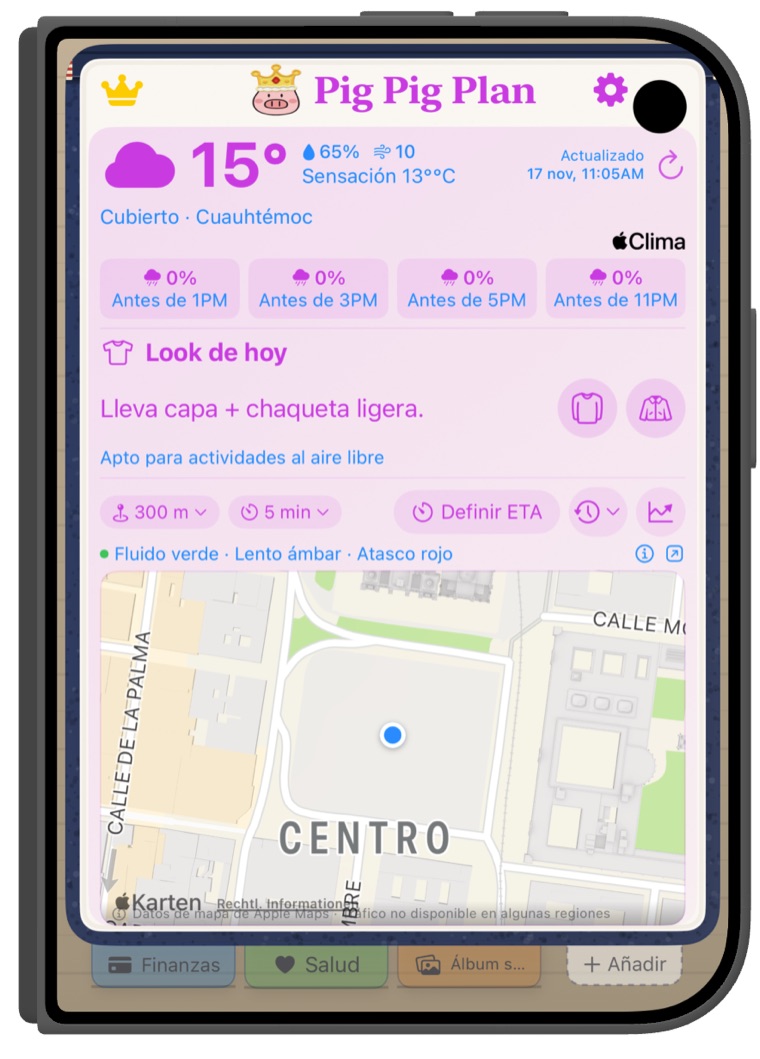 Pig Pig Plan
15°
65% 10
Sensación 13°°C
Actualizado
17 nov, 11:05AM
Cubierto · Cuauhtémoc
Clima
0%
Antes de 1PM
0%
Antes de 3PM
0%
Antes de 5PM
0%
Antes de 11PM
Look de hoy
Lleva capa + chaqueta ligera.
Apto para actividades al aire libre
300 m
5 min
Definir ETA
Fluido verde · Lento ámbar · Atasco rojo
CALLE DE LA PALMA
CALLE MO
CENTRO
MBRE
Karten Rechtl. Informationen
Datos de mapa de Apple Maps · Tráfico no disponible en algunas regiones
Finanzas
Salud
Álbum s...
+ Añadir